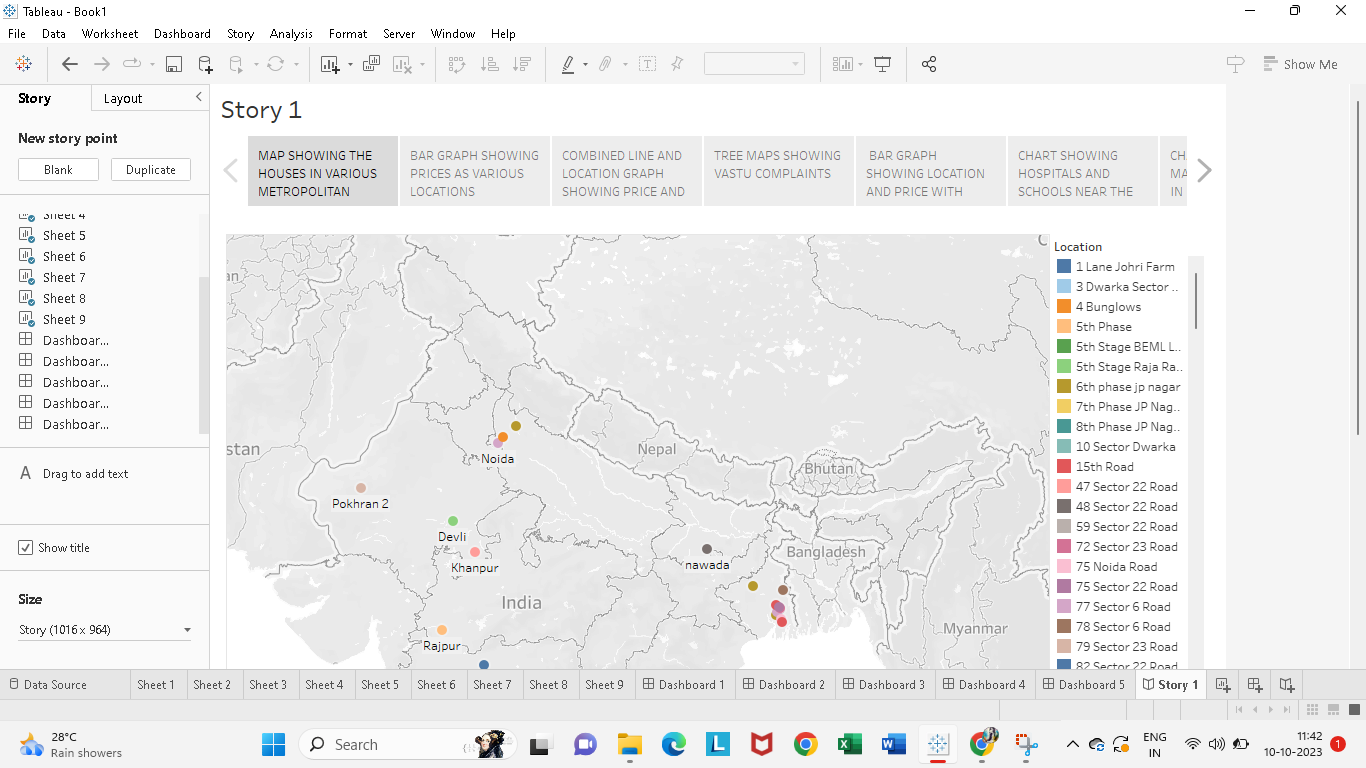 Tableau - Book1
File Data Worksheet Dashboard Story Analysis Format Server Window Help
Show Me
Story Layout
New story point
Blank Duplicate
Sheet 4
Sheet 5
Sheet 6
Sheet 7
Sheet 8
Sheet 9
Dashboar...
Dashboar...
Dashboar...
Dashboar...
Dashboar...
A Drag to add text
Show title
Size
Story (1016 x 964)
Story 1
MAP SHOWING THE
HOUSES IN VARIOUS
METROPOLITAN
BAR GRAPH SHOWING
PRICES AS VARIOUS
LOCATIONS
COMBINED LINE AND
LOCATION GRAPH
SHOWING PRICE AND
TREE MAPS SHOWING
VASTU COMPLAINTS
BAR GRAPH
SHOWING LOCATION
AND PRICE WITH
CHART SHOWING
HOSPITALS AND
SCHOOLS NEAR THE
CH
MA
IN
an
stan
Nepal
Bhutan
Noida
Pokhran 2
Devli
Khanpur
nawada
Bangladesh
India
Myanmar
Rajpur
Location
1 Lane Johri Farm
3 Dwarka Sector ..
4 Bunglows
5th Phase
5th Stage BEML L..
5th Stage Raja Ra..
6th phase jp nagar
7th Phase JP Nag..
8th Phase JP Nag..
10 Sector Dwarka
15th Road
47 Sector 22 Road
48 Sector 22 Road
59 Sector 22 Road
72 Sector 23 Road
75 Noida Road
75 Sector 22 Road
77 Sector 6 Road
78 Sector 6 Road
79 Sector 23 Road
82 Sector 22 Road
Data Source Sheet 1 Sheet 2 Sheet 3 Sheet 4 Sheet 5 Sheet 6 Sheet 7 Sheet 8 Sheet 9 Dashboard 1 Dashboard 2 Dashboard 3 Dashboard 4 Dashboard 5 Story 1
28°C
Rain showers
Search
ENG
IN
11:42
10-10-2023
1